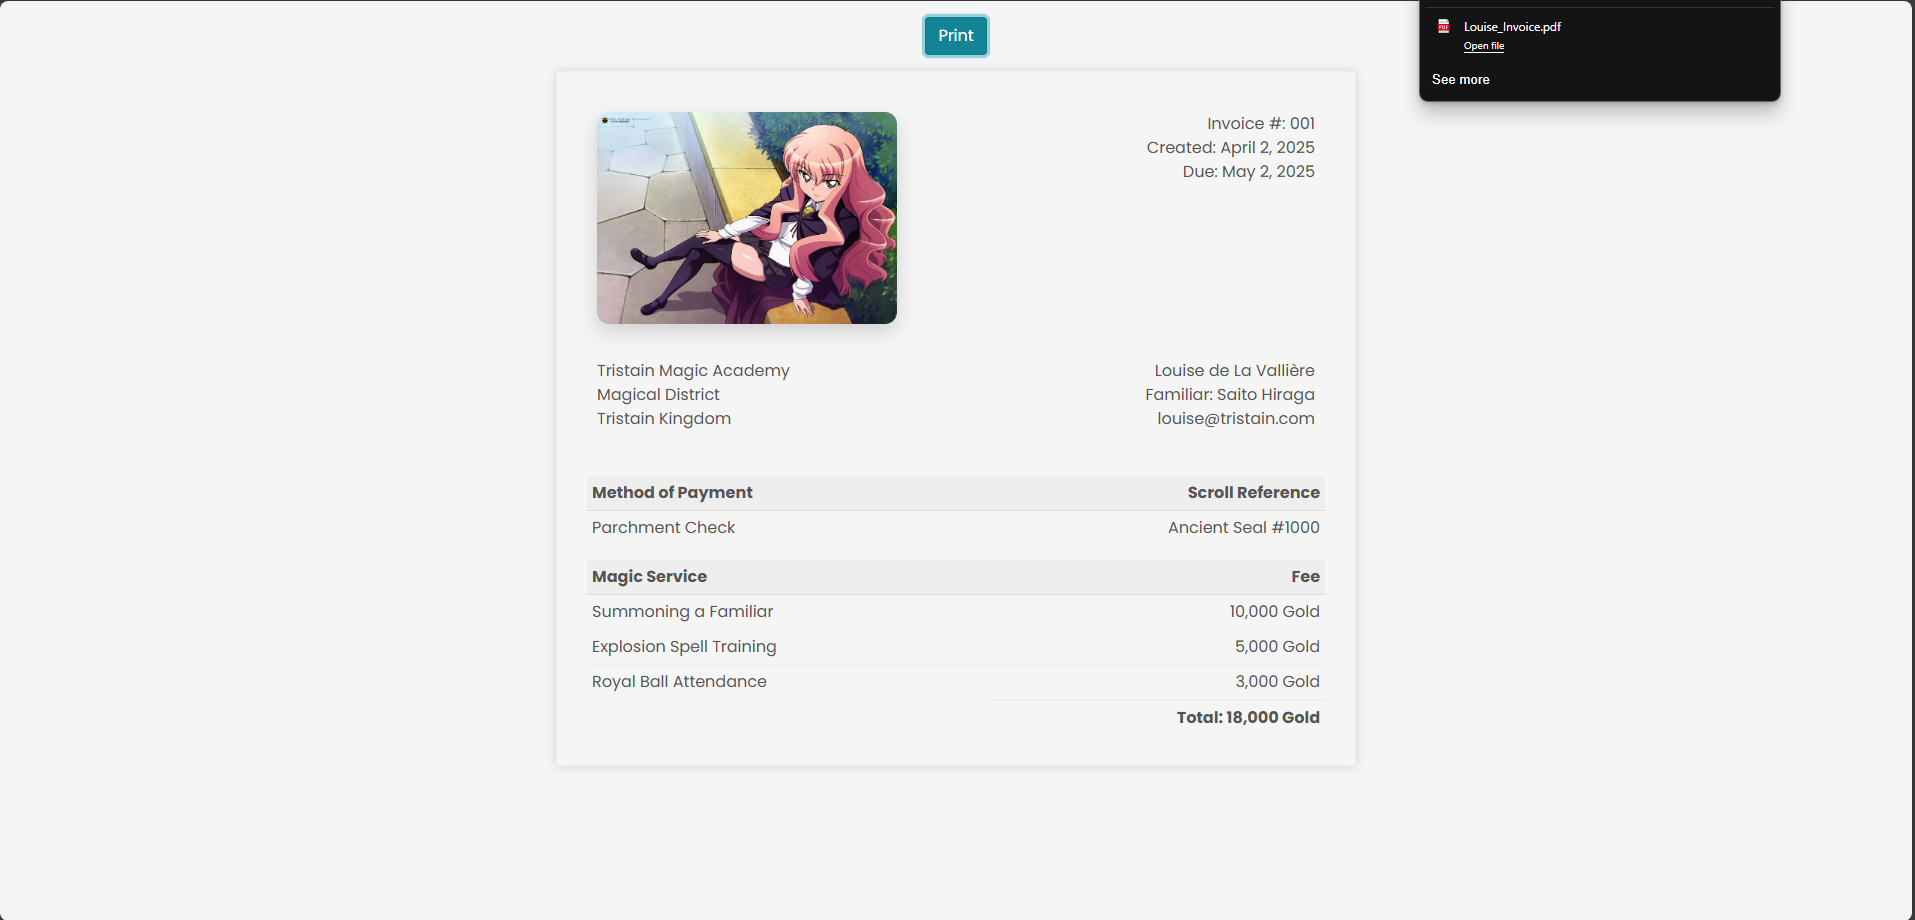 Print
PDF
Louise_Invoice.pdf
Open file
See more
Invoice #: 001
Created: April 2, 2025
Due: May 2, 2025
Tristain Magic Academy
Magical District
Tristain Kingdom
Louise de La Vallière
Familiar: Saito Hiraga
louise@tristain.com
Method of Payment Scroll Reference
Parchment Check Ancient Seal #1000
Magic Service Fee
Summoning a Familiar 10,000 Gold
Explosion Spell Training 5,000 Gold
Royal Ball Attendance 3,000 Gold
Total: 18,000 Gold